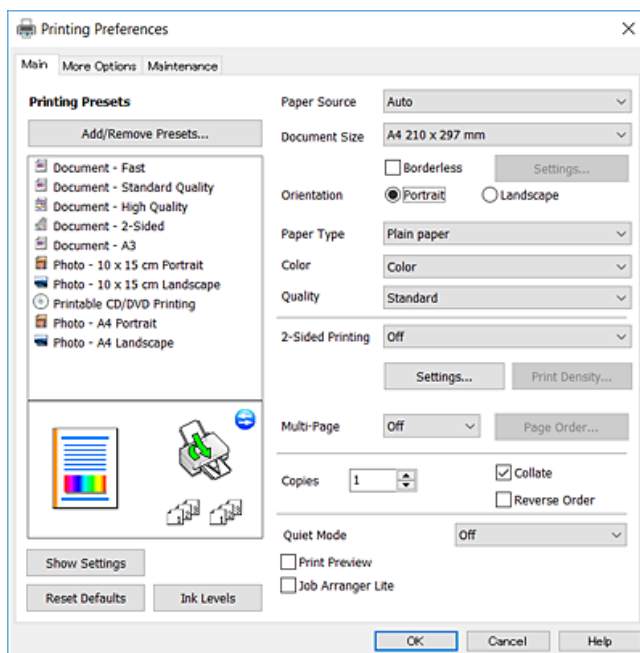 Printing Preferences
Main More Options Maintenance
Printing Presets
Add/Remove Presets...
Document - Fast
Document - Standard Quality
Document - High Quality
Document - 2-Sided
Document - A3
Photo - 10 x 15 cm Portrait
Photo - 10 x 15 cm Landscape
Printable CD/DVD Printing
Photo - A4 Portrait
Photo - A4 Landscape
Show Settings
Reset Defaults Ink Levels
Paper Source Auto
Document Size A4 210 x 297 mm
Borderless Settings...
Orientation Portrait Landscape
Paper Type Plain paper
Color Color
Quality Standard
2-Sided Printing Off
Settings... Print Density...
Multi-Page Off Page Order...
Copies 1 Collate
Reverse Order
Quiet Mode Off
Print Preview
Job Arranger Lite
OK Cancel Help